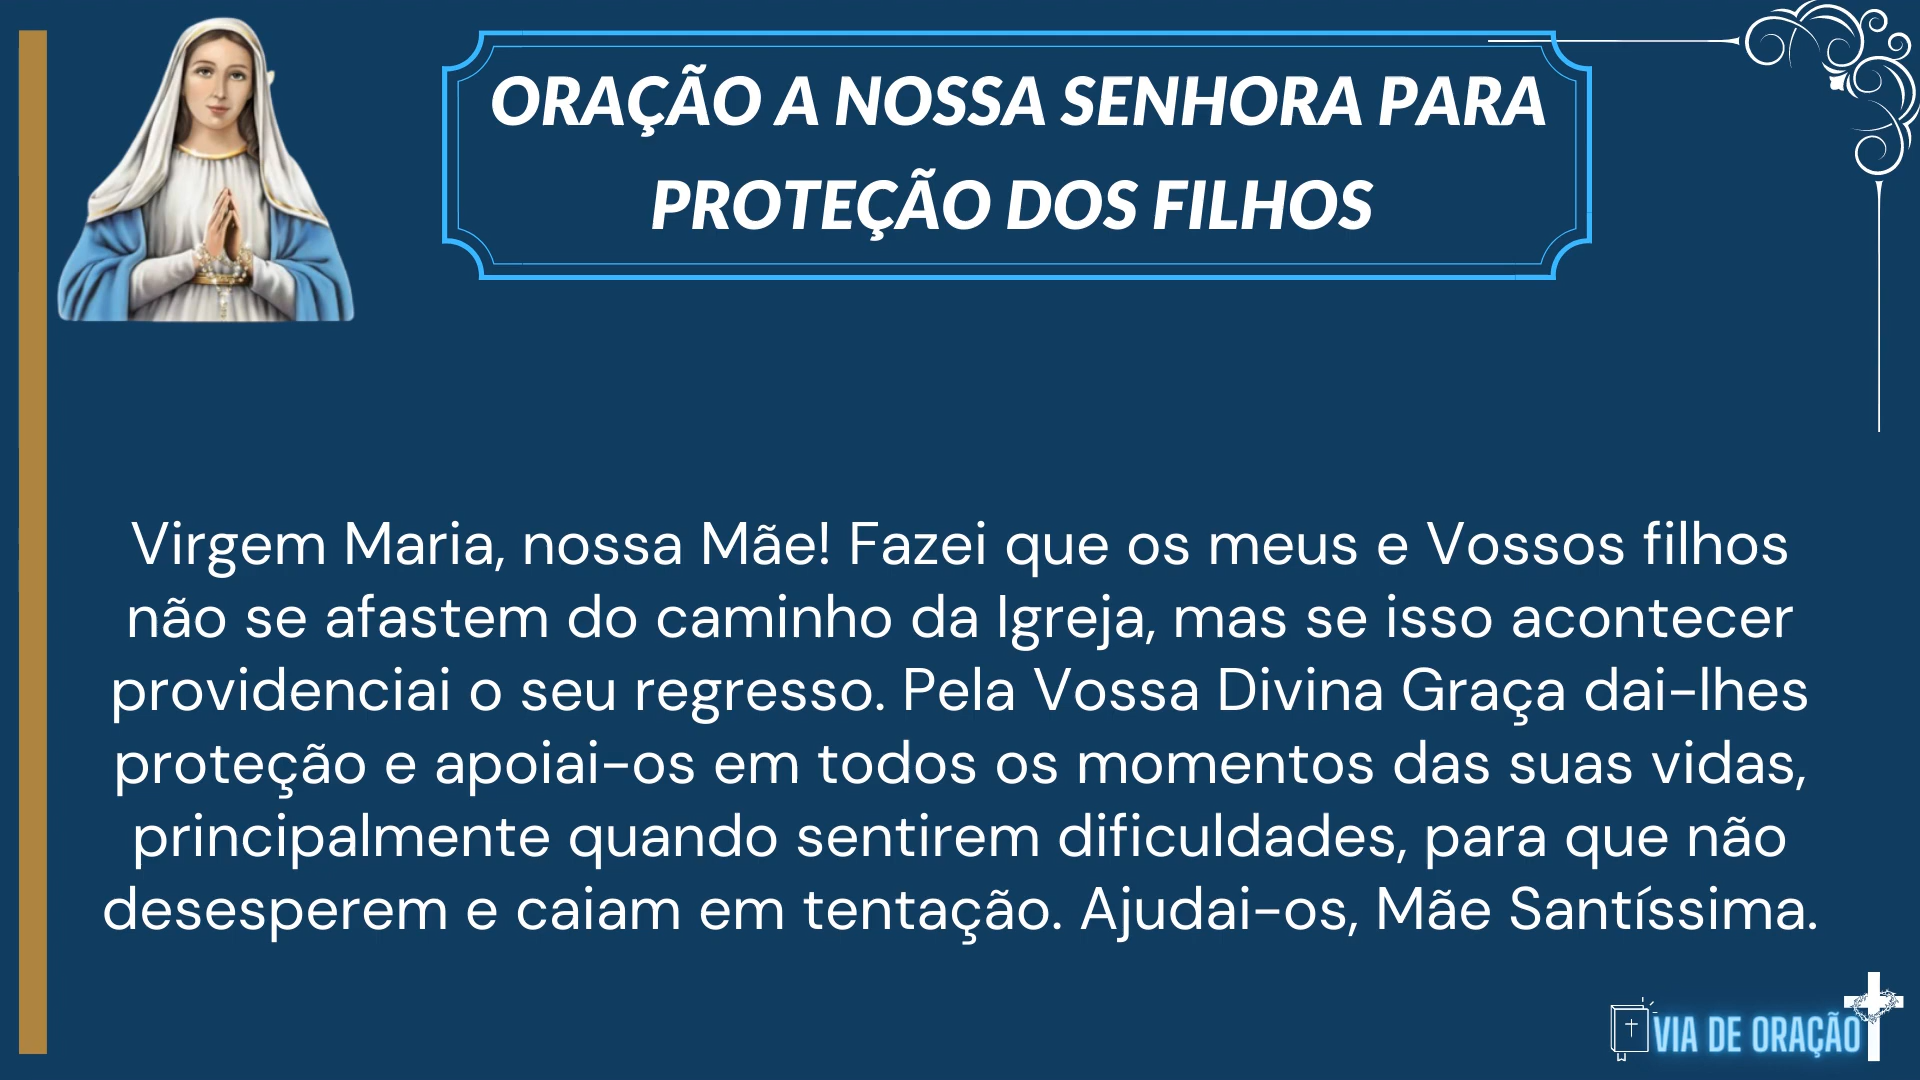 ORAÇÃO A NOSSA SENHORA PARA
PROTEÇÃO DOS FILHOS
Virgem Maria, nossa Mãe! Fazei que os meus e Vossos filhos
não se afastem do caminho da Igreja, mas se isso acontecer
providenciai o seu regresso. Pela Vossa Divina Graça dai-lhes
proteção e apoiai-os em todos os momentos das suas vidas,
principalmente quando sentirem dificuldades, para que não
desesperem e caiam em tentação. Ajudai-os, Mãe Santíssima.
VIA DE ORAÇÃO